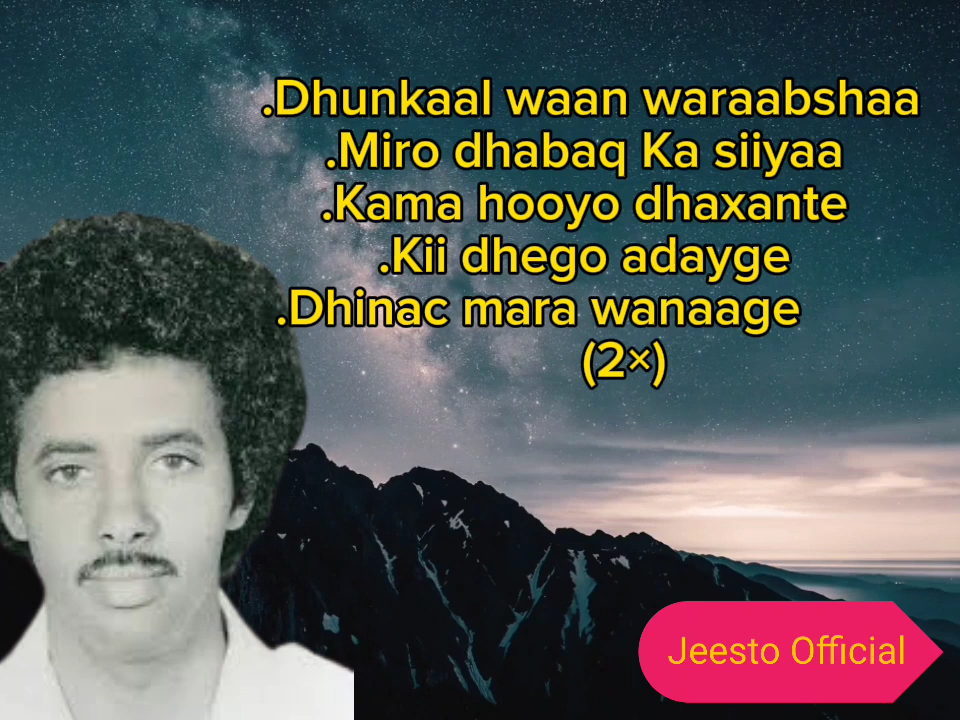 .Dhunkaal waan waraabshaa
.Miro dhabaq Ka siiyaa
.Kama hooyo dhaxante
.Kii dhego adayge
.Dhinac mara wanaage
(2×)
Jeesto Official